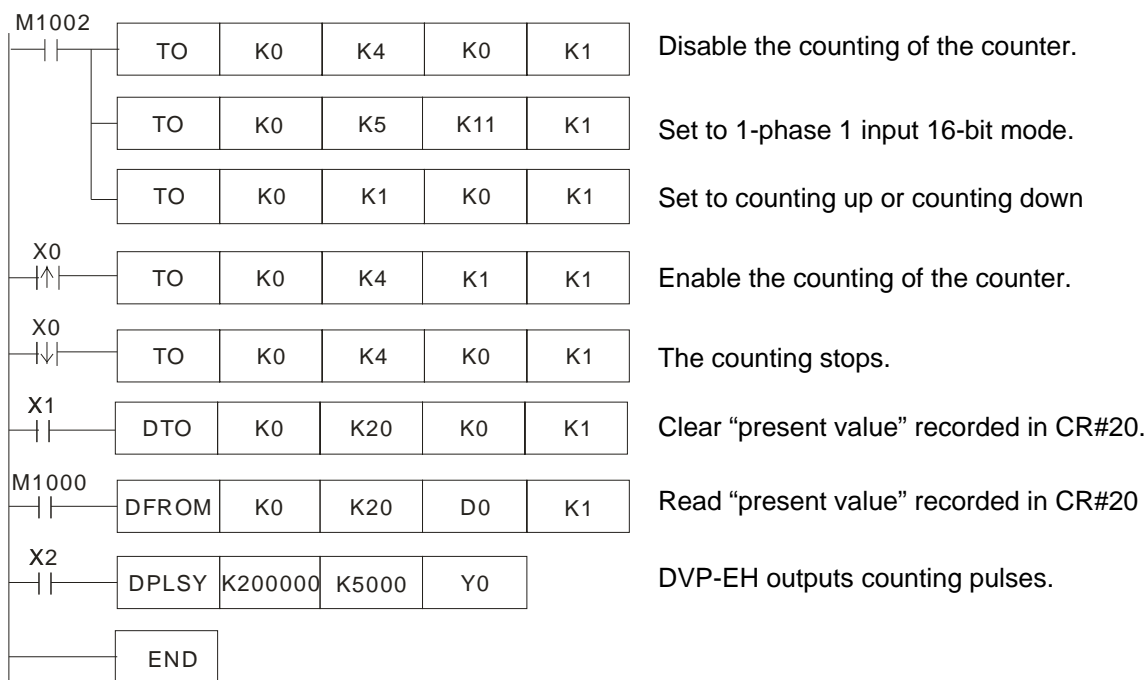 M1002
TO K0 K4 K0 K1 Disable the counting of the counter.
TO K0 K5 K11 K1 Set to 1-phase 1 input 16-bit mode.
TO K0 K1 K0 K1 Set to counting up or counting down
X0
TO K0 K4 K1 K1 Enable the counting of the counter.
X0
TO K0 K4 K0 K1 The counting stops.
X1
DTO K0 K20 K0 K1 Clear “present value” recorded in CR#20.
M1000
DFROM K0 K20 D0 K1 Read “present value” recorded in CR#20
X2
DPLSY K200000 K5000 Y0 DVP-EH outputs counting pulses.
END